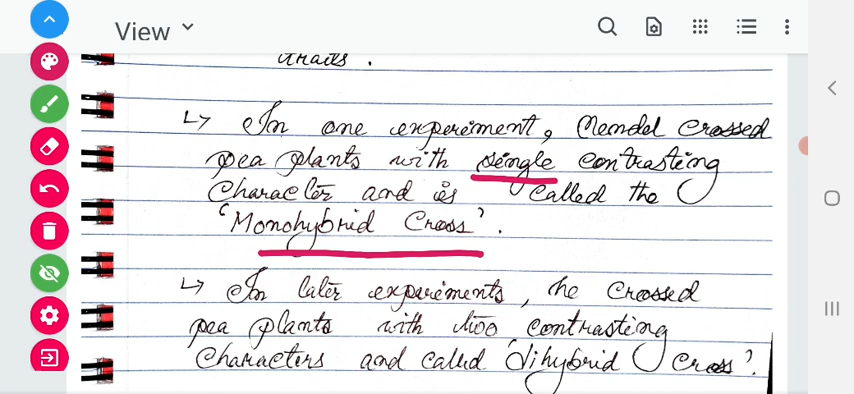 View
traits.
↳ In one experiment, Mendel crossed
pea plants with single contrasting
character and is called the
'Monohybrid Cross'.
↳ In later experiments, he crossed
pea plants with two contrasting
characters and called 'dihybrid cross'.